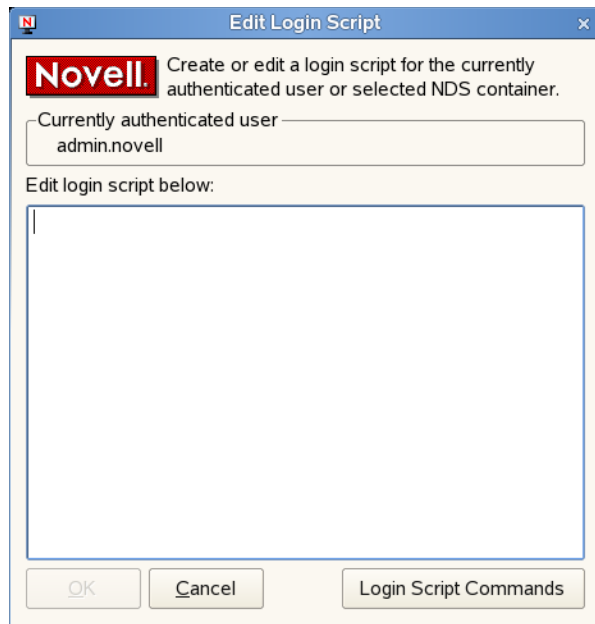 N
Edit Login Script
Novell.
Create or edit a login script for the currently
authenticated user or selected NDS container.
Currently authenticated user
admin.novell
Edit login script below:
OK
Cancel
Login Script Commands